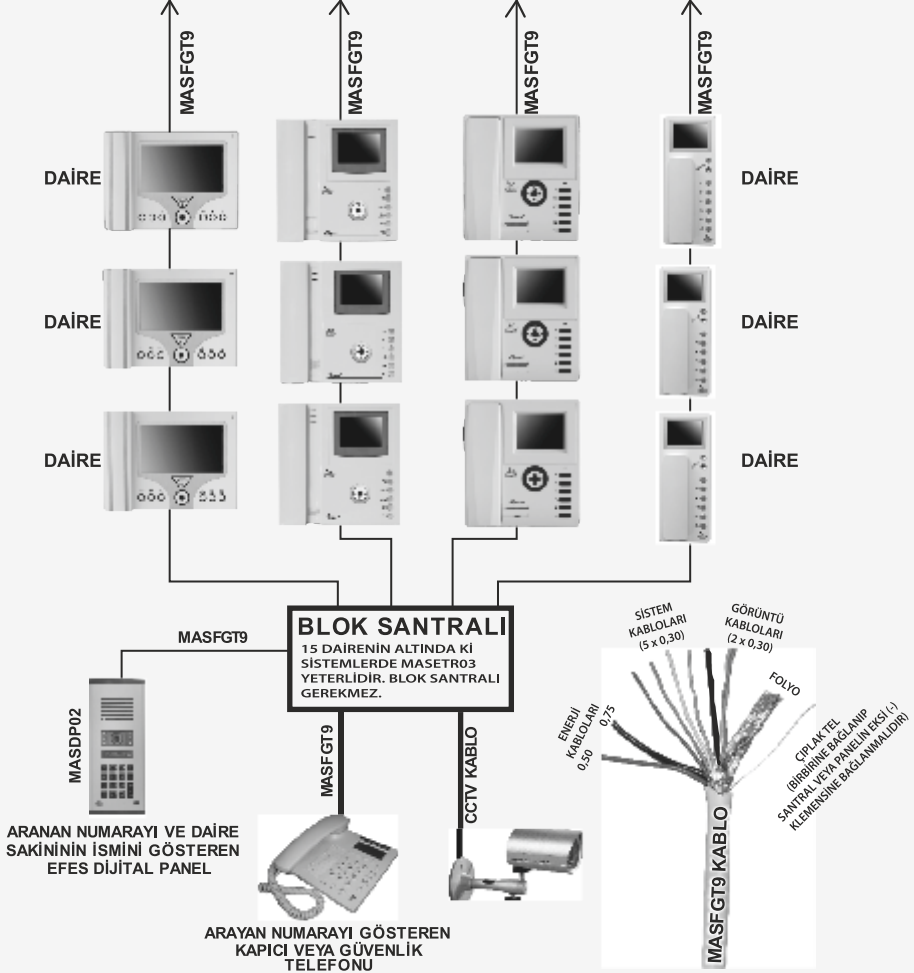 MASFGT9
MASFGT9
MASFGT9
MASFGT9
DAİRE
DAİRE
DAİRE
DAİRE
DAİRE
DAİRE
BLOK SANTRALI
15 DAİRENİN ALTINDA Kİ
SİSTEMLERDE MASETR03
YETERLİDİR. BLOK SANTRALI
GEREKMEZ.
MASFGT9
MASDP02
ARANAN NUMARAYI VE DAİRE
SAKİNİNİN İSMİNİ GÖSTEREN
EFES DİJİTAL PANEL
MASFGT9
CCTV KABLO
ARAYAN NUMARAYI GÖSTEREN
KAPICI VEYA GÜVENLİK
TELEFONU
SİSTEM
KABLOLARI
(5 x 0,30)
GÖRÜNTÜ
KABLOLARI
(2 x 0,30)
FOLYO
ENERJİ
KABLOLARI
0,50 0,75
ÇIPLAK TEL
(BİRBİRİNE BAĞLANIP
SANTRAL VEYA PANELİN EKSİ (-)
KLEMENSİNE BAĞLANMALIDIR)
MASFGT9 KABLO